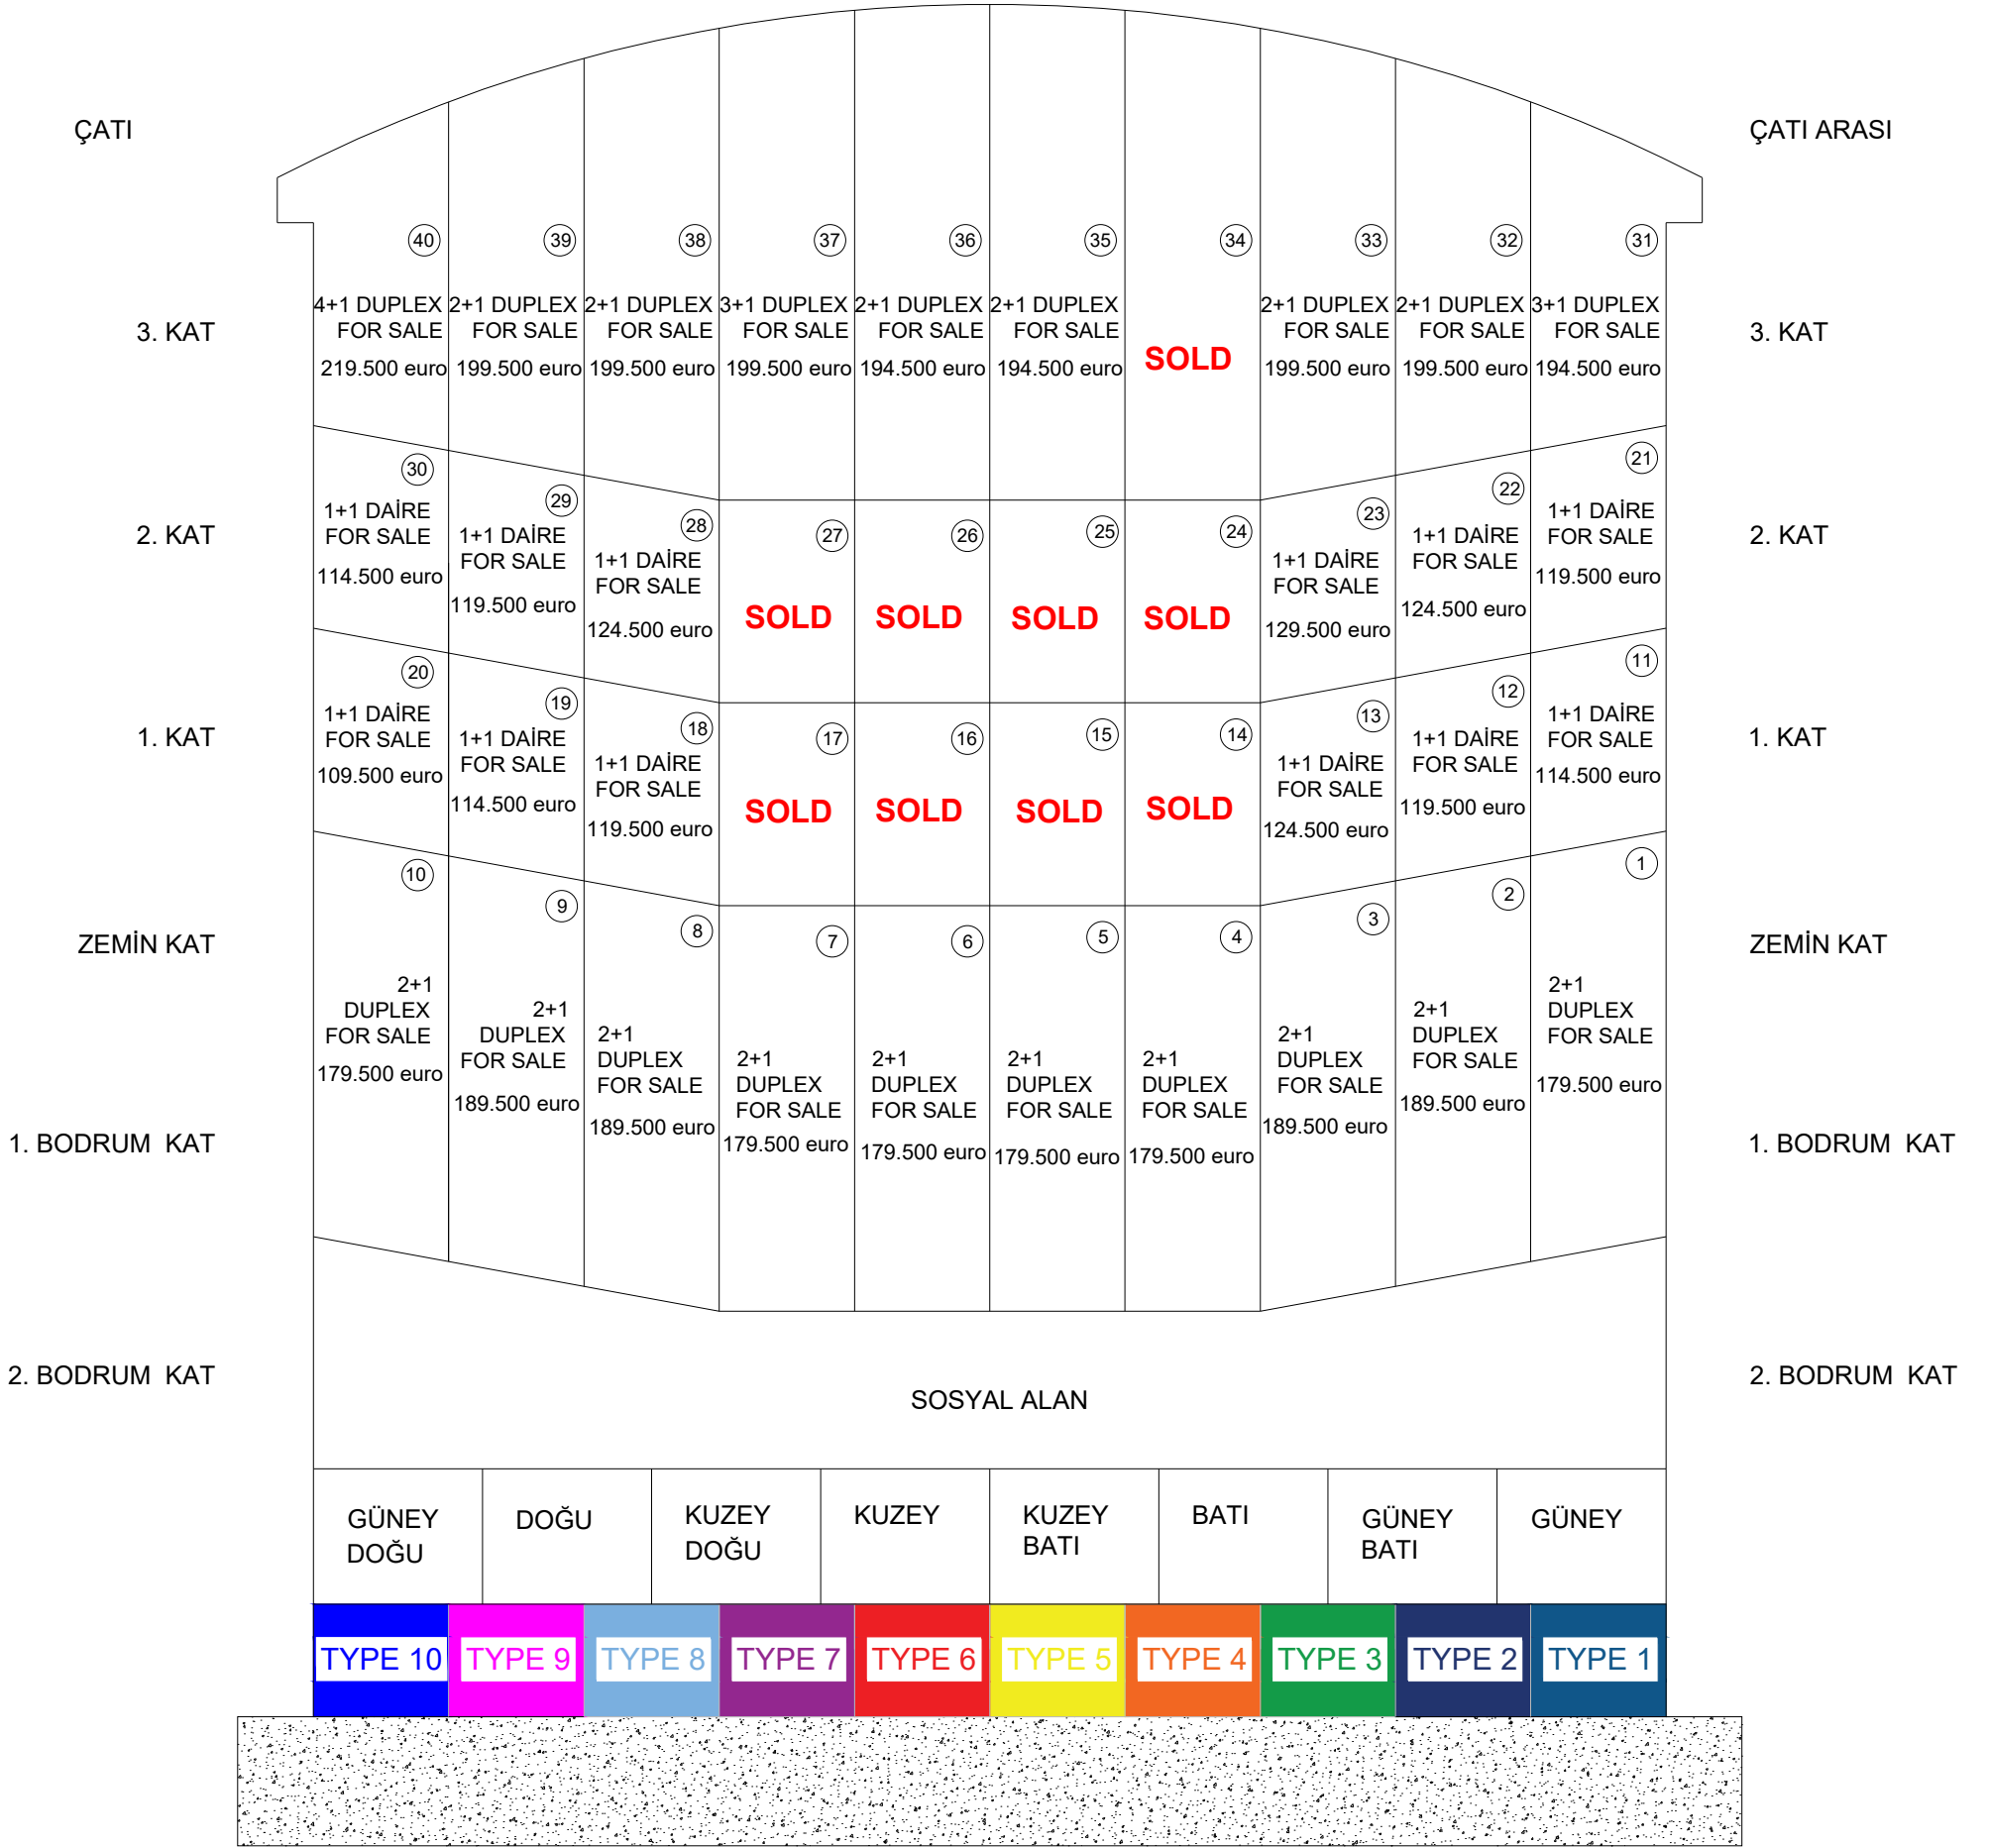 ÇATI
ÇATI ARASI
40
39
38
37
36
35
34
33
32
31
3. KAT
4+1 DUPLEX
FOR SALE
219.500 euro
2+1 DUPLEX
FOR SALE
199.500 euro
2+1 DUPLEX
FOR SALE
199.500 euro
3+1 DUPLEX
FOR SALE
199.500 euro
2+1 DUPLEX
FOR SALE
194.500 euro
2+1 DUPLEX
FOR SALE
194.500 euro
SOLD
2+1 DUPLEX
FOR SALE
199.500 euro
2+1 DUPLEX
FOR SALE
199.500 euro
3+1 DUPLEX
FOR SALE
194.500 euro
3. KAT
2. KAT
30
1+1 DAİRE
FOR SALE
114.500 euro
29
1+1 DAİRE
FOR SALE
119.500 euro
28
1+1 DAİRE
FOR SALE
124.500 euro
27
SOLD
26
SOLD
25
SOLD
24
SOLD
23
1+1 DAİRE
FOR SALE
129.500 euro
22
1+1 DAİRE
FOR SALE
124.500 euro
21
1+1 DAİRE
FOR SALE
119.500 euro
2. KAT
1. KAT
20
1+1 DAİRE
FOR SALE
109.500 euro
19
1+1 DAİRE
FOR SALE
114.500 euro
18
1+1 DAİRE
FOR SALE
119.500 euro
17
SOLD
16
SOLD
15
SOLD
14
SOLD
13
1+1 DAİRE
FOR SALE
124.500 euro
12
1+1 DAİRE
FOR SALE
119.500 euro
11
1+1 DAİRE
FOR SALE
114.500 euro
1. KAT
ZEMİN KAT
10
2+1
DUPLEX
FOR SALE
179.500 euro
9
2+1
DUPLEX
FOR SALE
189.500 euro
8
2+1
DUPLEX
FOR SALE
189.500 euro
7
2+1
DUPLEX
FOR SALE
179.500 euro
6
2+1
DUPLEX
FOR SALE
179.500 euro
5
2+1
DUPLEX
FOR SALE
179.500 euro
4
2+1
DUPLEX
FOR SALE
179.500 euro
3
2+1
DUPLEX
FOR SALE
189.500 euro
2
2+1
DUPLEX
FOR SALE
189.500 euro
1
2+1
DUPLEX
FOR SALE
179.500 euro
ZEMİN KAT
1. BODRUM KAT
1. BODRUM KAT
2. BODRUM KAT
SOSYAL ALAN
2. BODRUM KAT
GÜNEY
DOĞU
DOĞU
KUZEY
DOĞU
KUZEY
KUZEY
BATI
BATI
GÜNEY
BATI
GÜNEY
TYPE 10
TYPE 9
TYPE 8
TYPE 7
TYPE 6
TYPE 5
TYPE 4
TYPE 3
TYPE 2
TYPE 1